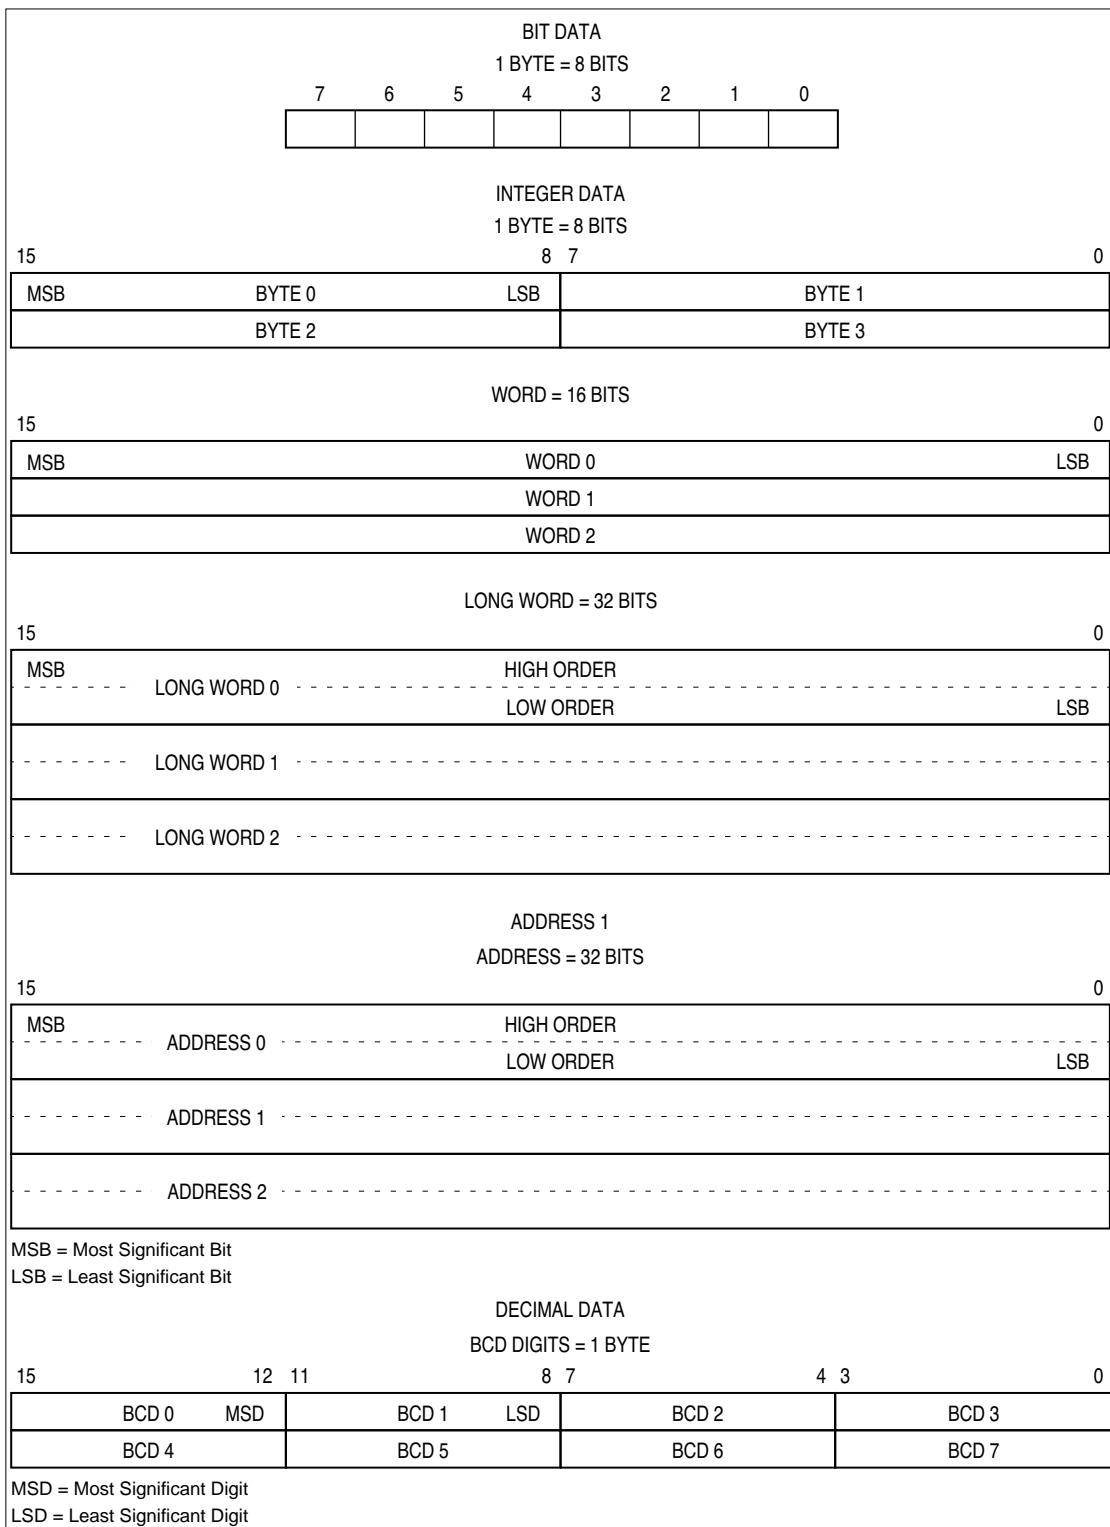 BIT DATA
1 BYTE = 8 BITS
7 6 5 4 3 2 1 0
INTEGER DATA
1 BYTE = 8 BITS
15 8 7 0
MSB BYTE 0 LSB BYTE 1
BYTE 2 BYTE 3
WORD = 16 BITS
15 0
MSB WORD 0 LSB
WORD 1
WORD 2
LONG WORD = 32 BITS
15 0
MSB HIGH ORDER
LONG WORD 0
LOW ORDER LSB
LONG WORD 1
LONG WORD 2
ADDRESS 1
ADDRESS = 32 BITS
15 0
MSB HIGH ORDER
ADDRESS 0
LOW ORDER LSB
ADDRESS 1
ADDRESS 2
MSB = Most Significant Bit
LSB = Least Significant Bit
DECIMAL DATA
BCD DIGITS = 1 BYTE
15 12 11 8 7 4 3 0
BCD 0 MSD BCD 1 LSD BCD 2 BCD 3
BCD 4 BCD 5 BCD 6 BCD 7
MSD = Most Significant Digit
LSD = Least Significant Digit